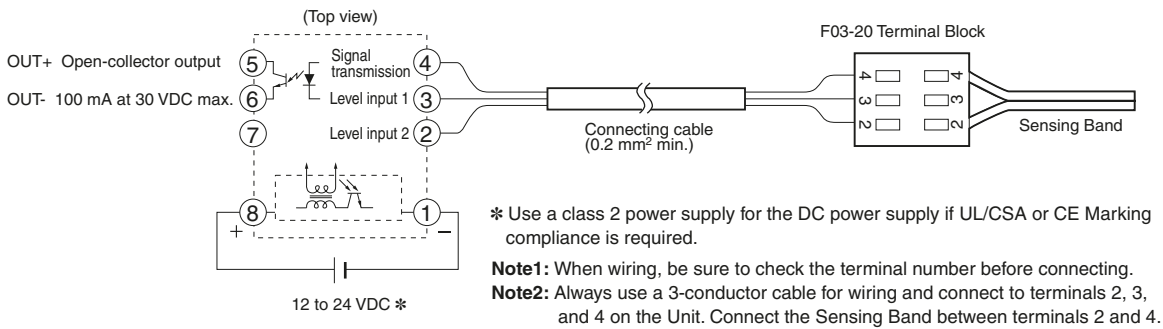 (Top view)
F03-20 Terminal Block
OUT+ Open-collector output
5
Signal
transmission
4
OUT- 100 mA at 30 VDC max.
6
Level input 1
3
7
Level input 2
2
8
1
+
−
12 to 24 VDC *
Connecting cable
(0.2 mm² min.)
4
3
2
4
3
2
Sensing Band
* Use a class 2 power supply for the DC power supply if UL/CSA or CE Marking
compliance is required.
Note1: When wiring, be sure to check the terminal number before connecting.
Note2: Always use a 3-conductor cable for wiring and connect to terminals 2, 3,
and 4 on the Unit. Connect the Sensing Band between terminals 2 and 4.